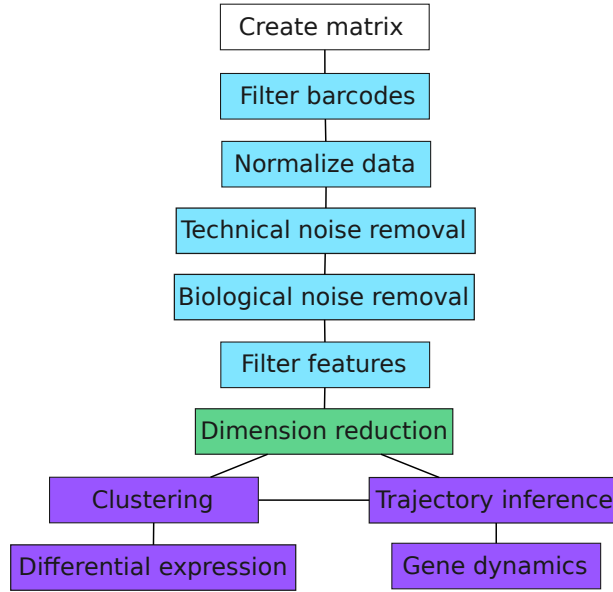 Create matrix
Filter barcodes
Normalize data
Technical noise removal
Biological noise removal
Filter features
Dimension reduction
Clustering
Trajectory inference
Differential expression
Gene dynamics